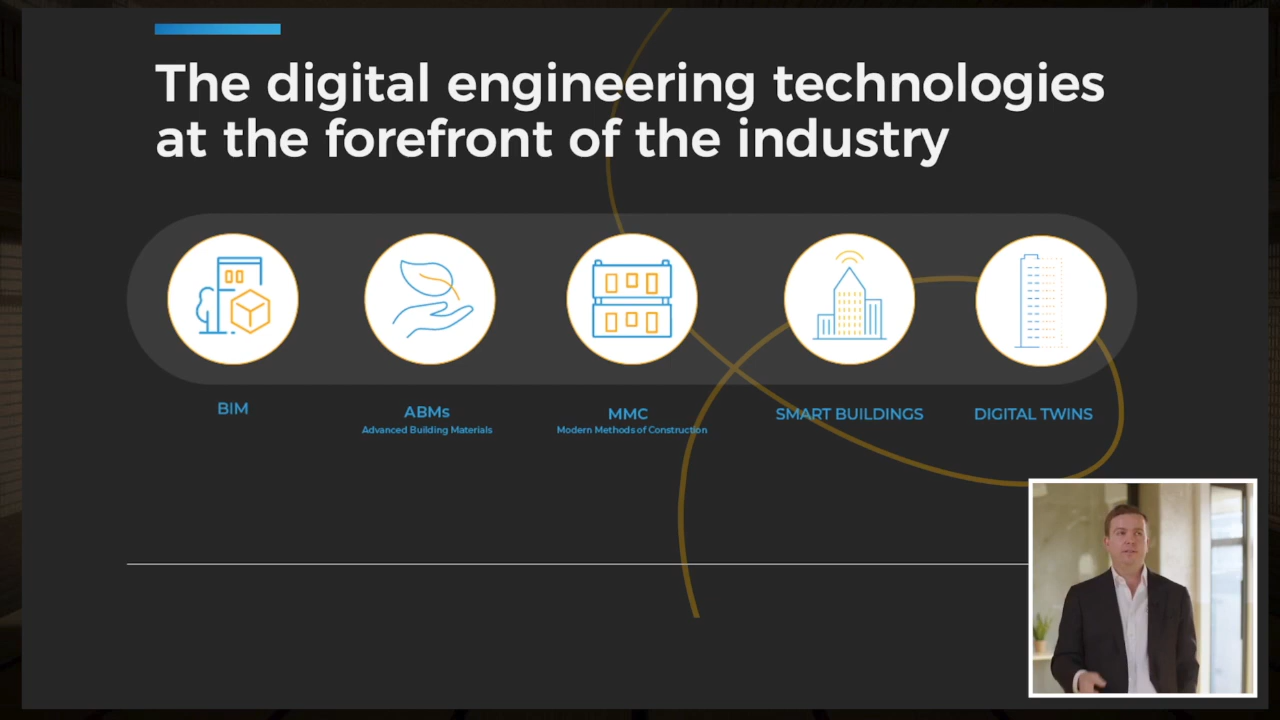 The digital engineering technologies
at the forefront of the industry
BIM
ABMs
Advanced Building Materials
MMC
Modern Methods of Construction
SMART BUILDINGS
DIGITAL TWINS